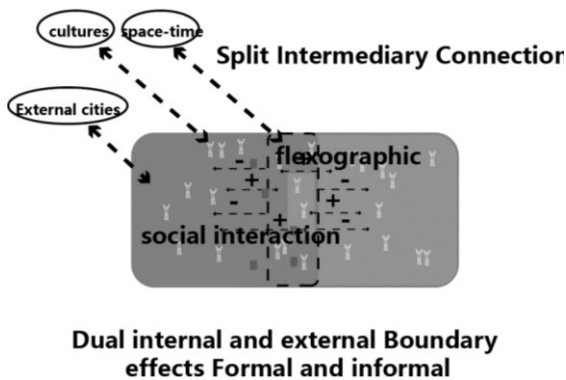 cultures
space-time
Split Intermediary Connection
External cities
flexographic
-
-
+
+
-
+
-
social interaction
Dual internal and external Boundary
effects Formal and informal